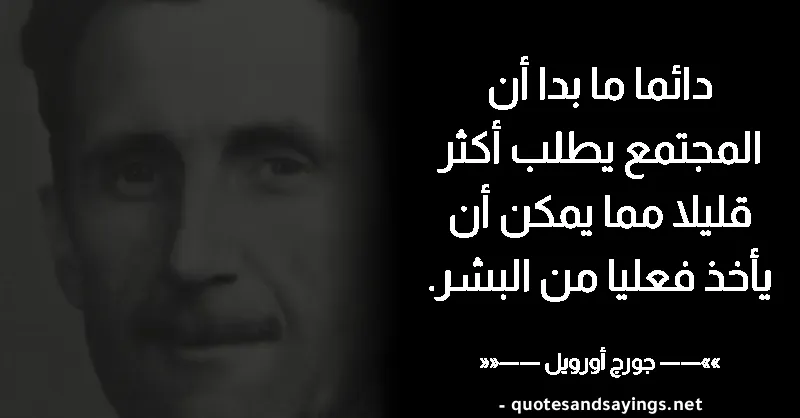 دائما ما بدا أن
المجتمع يطلب أكثر
قليلا مما يمكن أن
يأخذ فعليا من البشر.
««——— جورج أورويل ———»»
- quotesandsayings.net